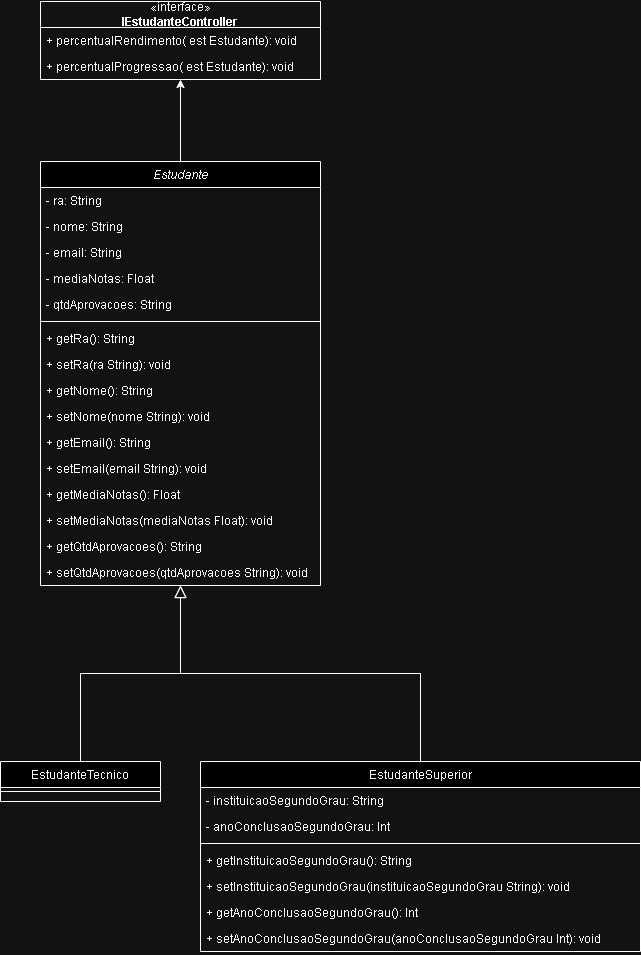 «interface»
IEstudanteController
+ percentualRendimento( est Estudante): void
+ percentualProgressao( est Estudante): void
Estudante
- ra: String
- nome: String
- email: String
- mediaNotas: Float
- qtdAprovacoes: String
+ getRa(): String
+ setRa(ra String): void
+ getNome(): String
+ setNome(nome String): void
+ getEmail(): String
+ setEmail(email String): void
+ getMediaNotas(): Float
+ setMediaNotas(mediaNotas Float): void
+ getQtdAprovacoes(): String
+ setQtdAprovacoes(qtdAprovacoes String): void
EstudanteTecnico
EstudanteSuperior
- instituicaoSegundoGrau: String
- anoConclusaoSegundoGrau: Int
+ getInstituicaoSegundoGrau(): String
+ setInstituicaoSegundoGrau(instituicaoSegundoGrau String): void
+ getAnoConclusaoSegundoGrau(): Int
+ setAnoConclusaoSegundoGrau(anoConclusaoSegundoGrau Int): void